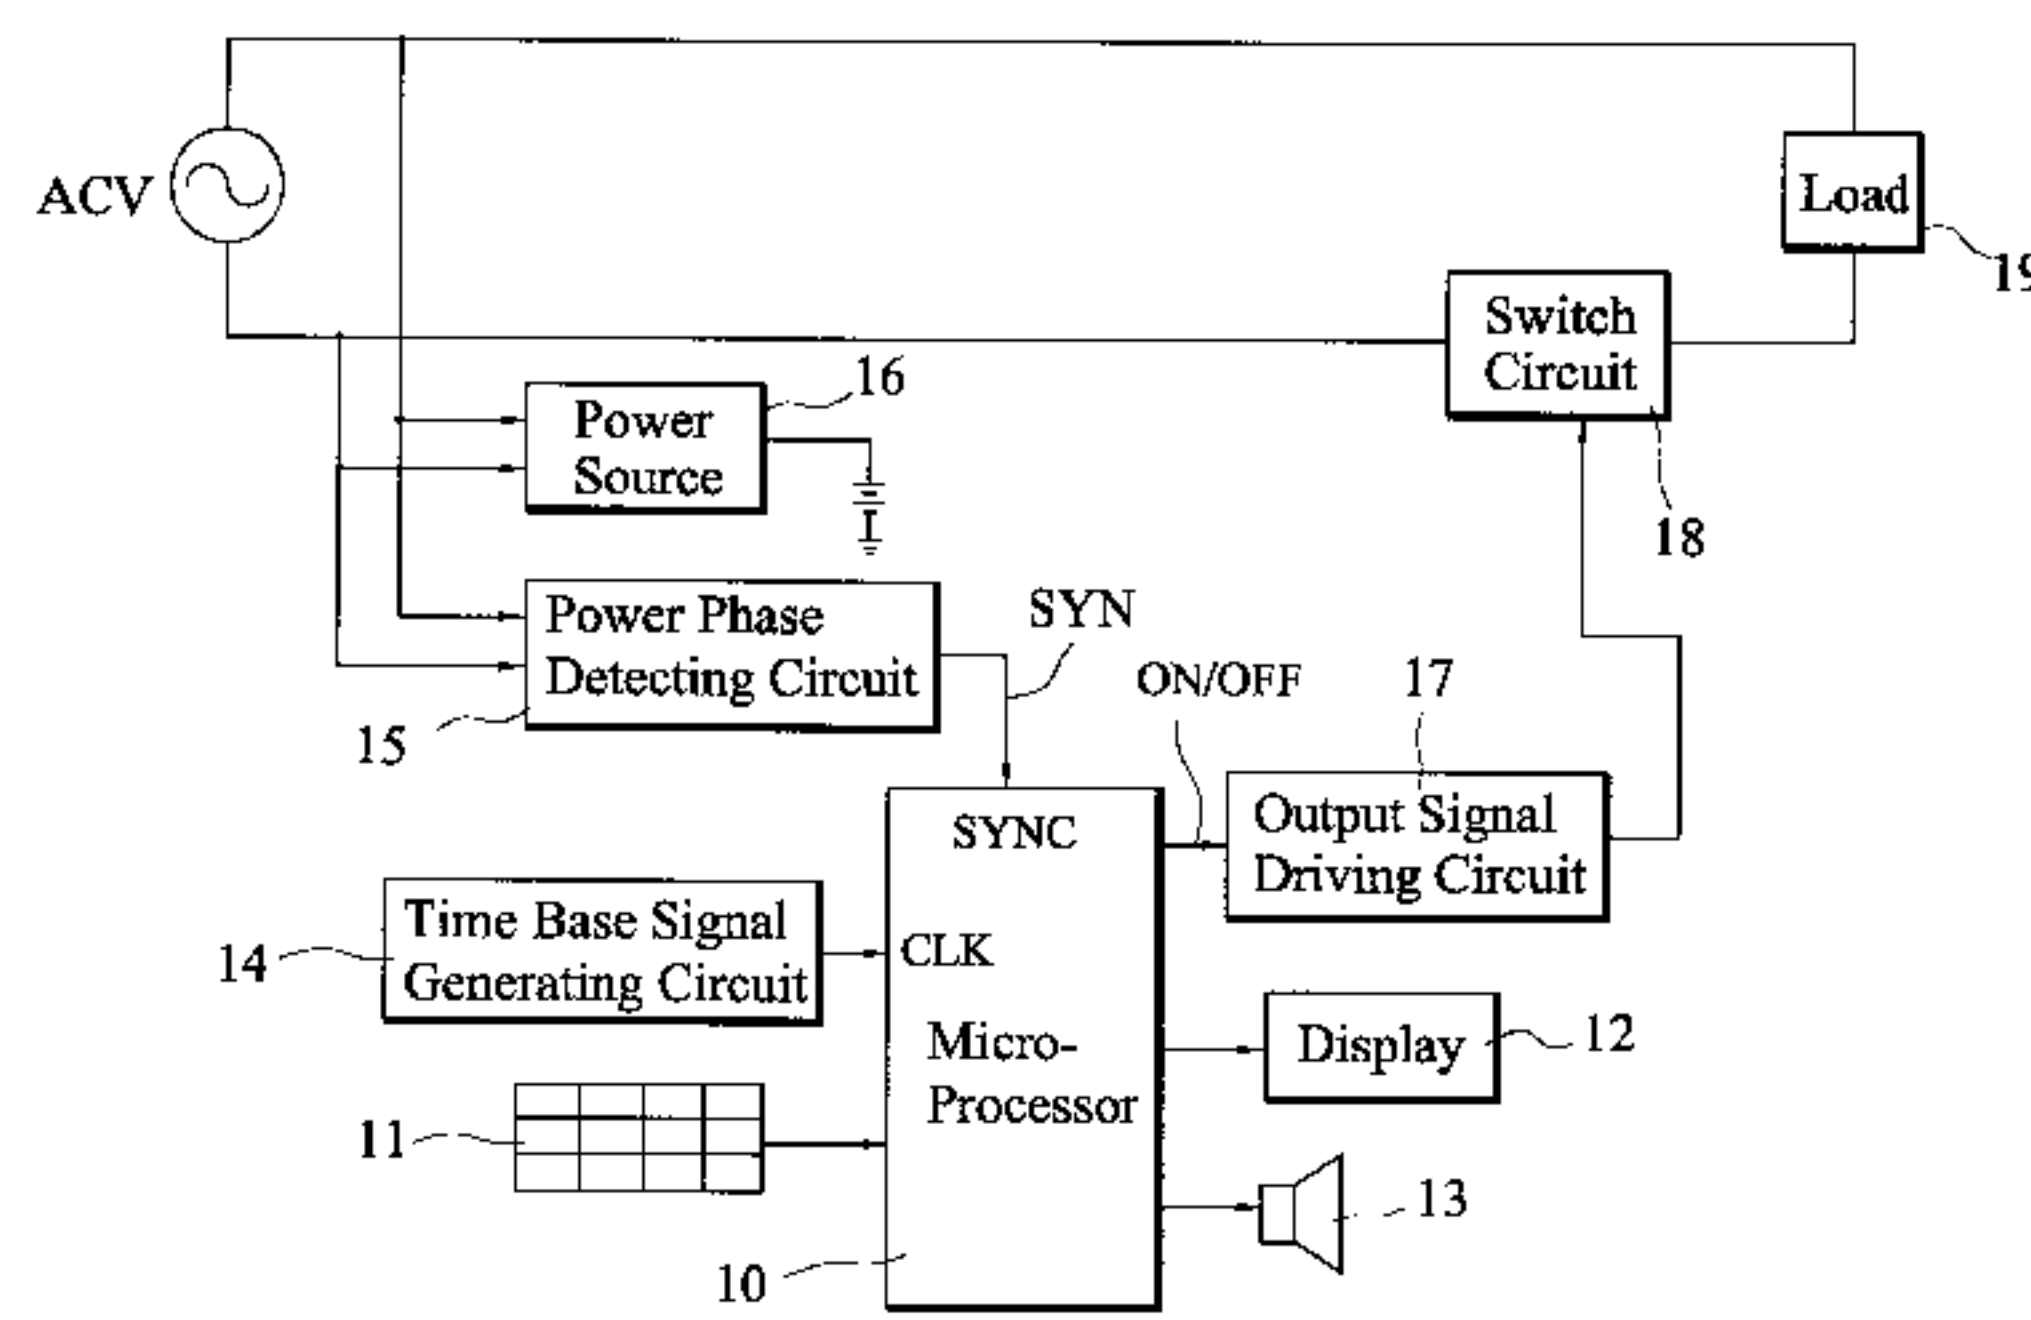 ACV
Load
19
Switch
Circuit
18
16
Power
Source
Power Phase
Detecting Circuit
15
SYN
ON/OFF
17
Output Signal
Driving Circuit
SYNC
CLK
Micro-
Processor
10
Time Base Signal
Generating Circuit
14
Display
12
11
13